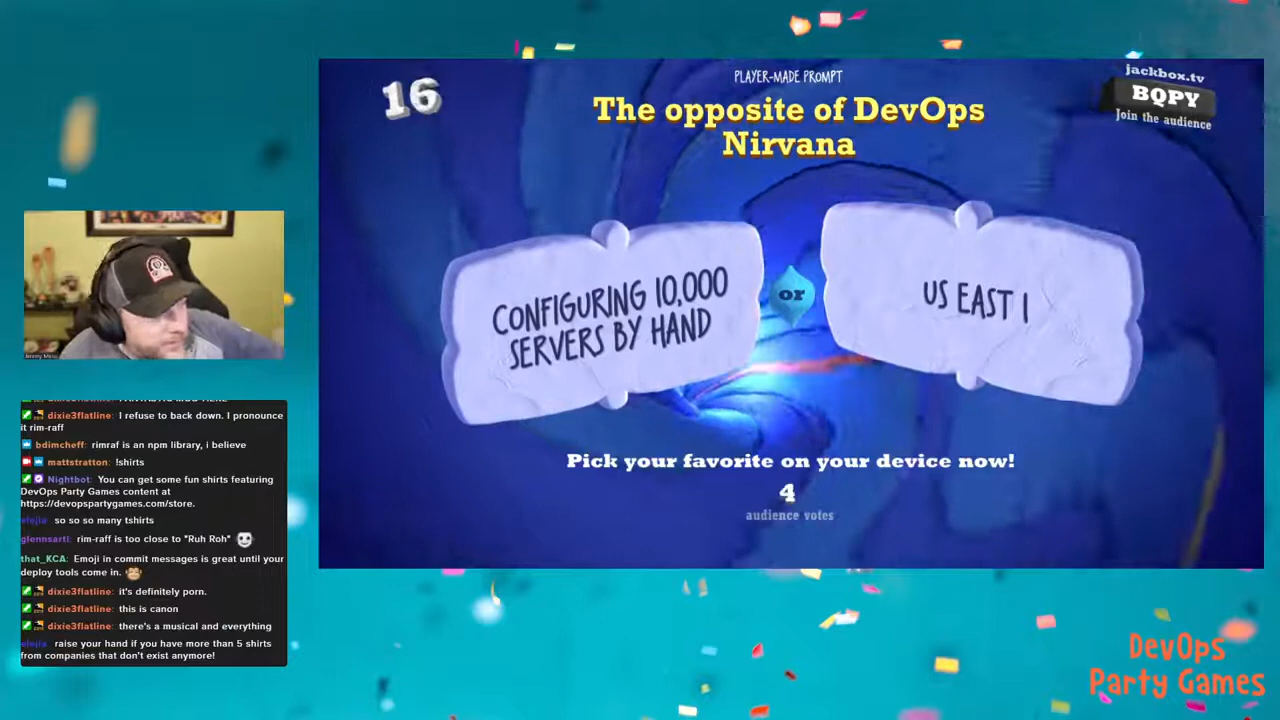 16
PLAYER-MADE PROMPT
The opposite of DevOps
Nirvana
jackbox.tv
BQPY
Join the audience
CONFIGURING 10,000
SERVERS BY HAND
or
US EAST 1
Pick your favorite on your device now!
4
audience votes
dixie3flatline: I refuse to back down. I pronounce
it rim-raff
bdimcheff: rimraf is an npm library, i believe
mattstratton: !shirts
Nightbot: You can get some fun shirts featuring
DevOps Party Games content at
https://devopspartygames.com/store.
so so so many tshirts
glennsarti: rim-raff is too close to "Ruh Roh"
that_KCA: Emoji in commit messages is great until your
deploy tools come in.
dixie3flatline: it's definitely porn.
dixie3flatline: this is canon
dixie3flatline: there's a musical and everything
raise your hand if you have more than 5 shirts
from companies that don't exist anymore!
DevOps
Party Games